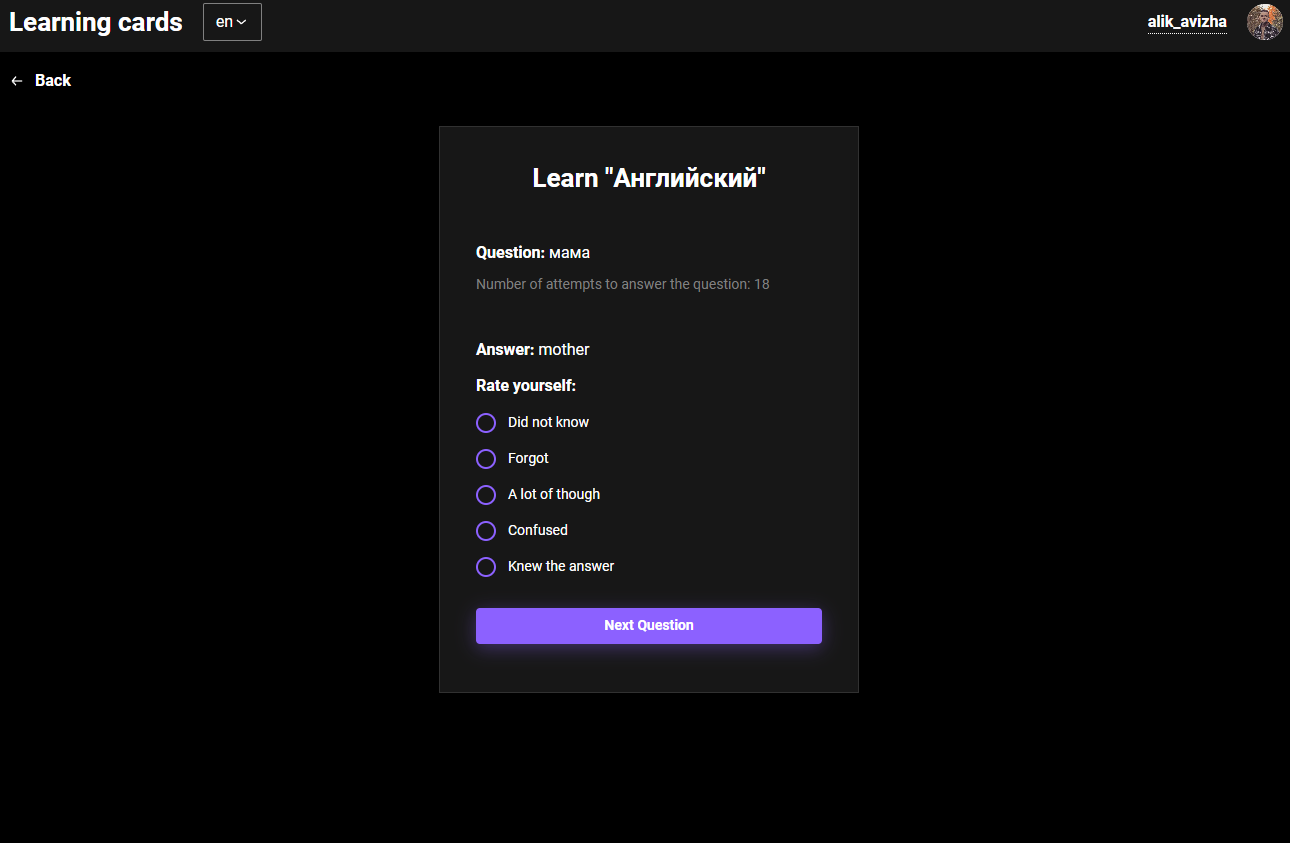 Learning cards
en
alik_avizha
Back
Learn "Английский"
Question: мама
Number of attempts to answer the question: 18
Answer: mother
Rate yourself:
Did not know
Forgot
A lot of though
Confused
Knew the answer
Next Question